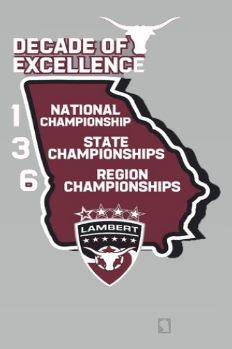 DECADE OF
EXCELLENCE
1 NATIONAL
CHAMPIONSHIP
3 STATE
CHAMPIONSHIPS
6 REGION
CHAMPIONSHIPS
LAMBERT